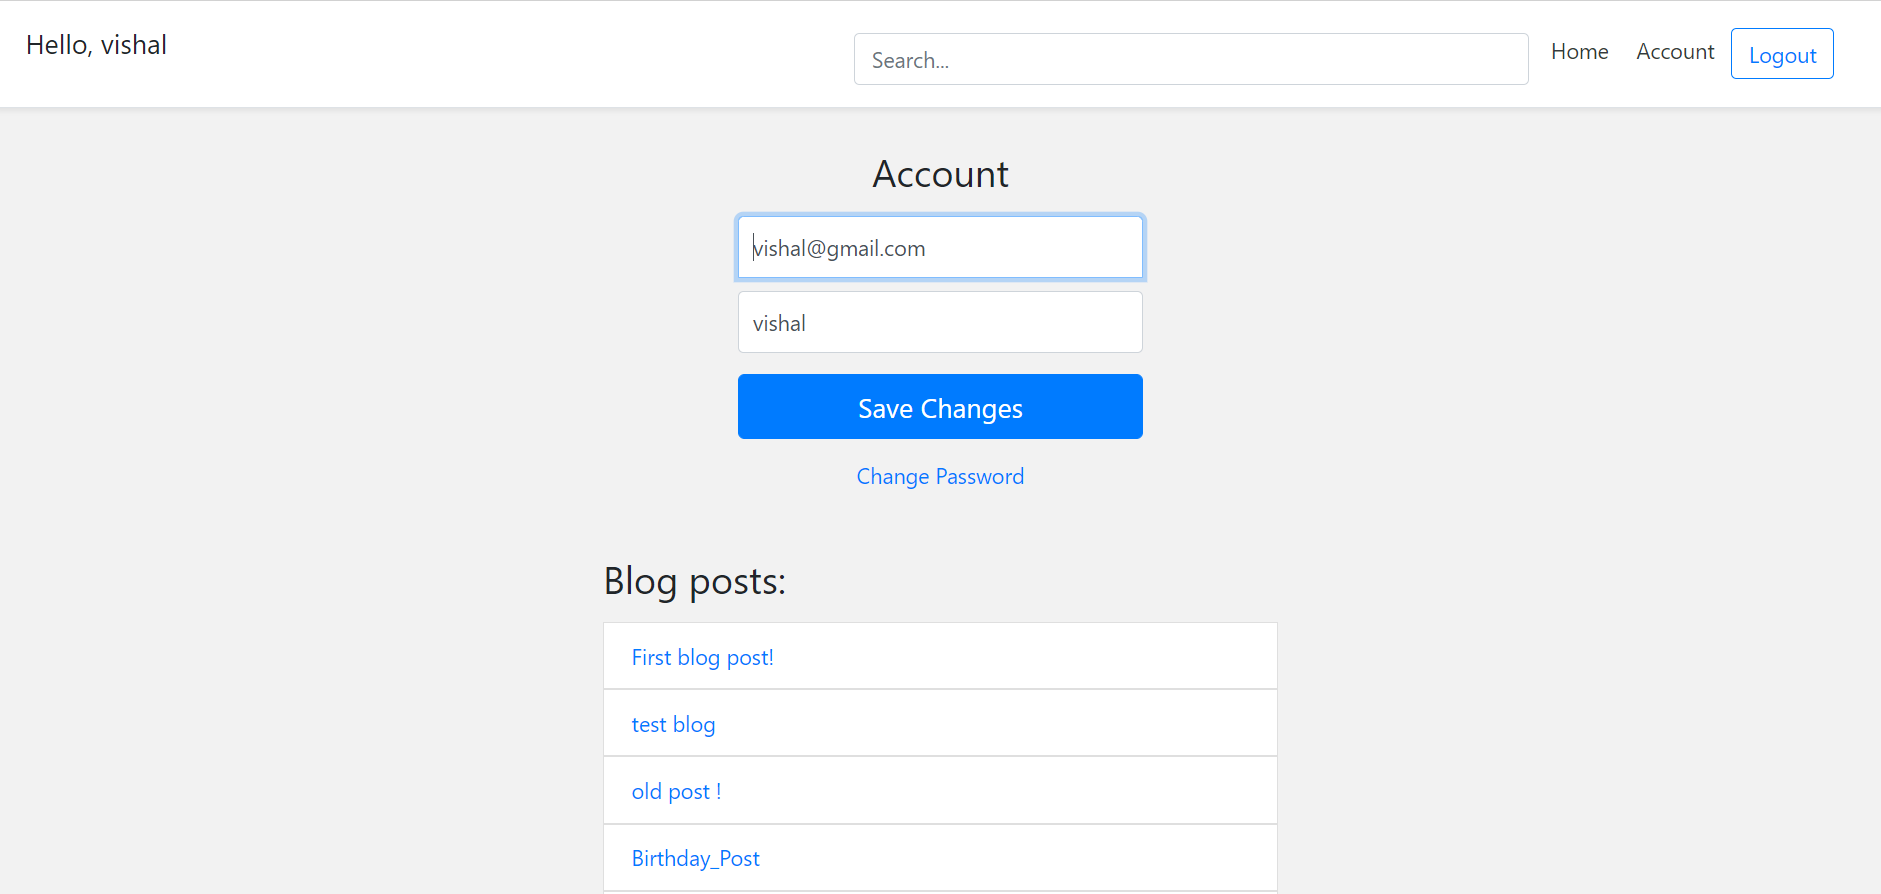 Hello, vishal
Search...
Home
Account
Logout
Account
vishal@gmail.com
vishal
Save Changes
Change Password
Blog posts:
First blog post!
test blog
old post !
Birthday_Post